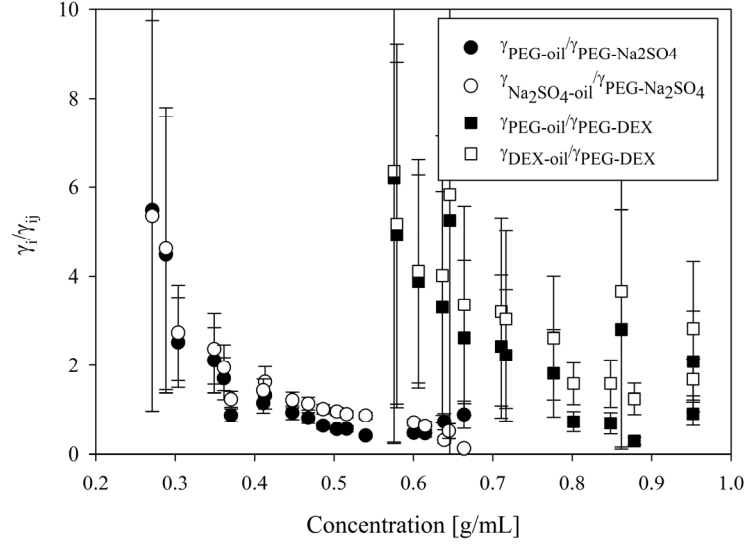 10
8
6
4
2
0
γi/γij
γPEG-oil/γPEG-Na2SO4
γNa2SO4-oil/γPEG-Na2SO4
γPEG-oil/γPEG-DEX
γDEX-oil/γPEG-DEX
0.2 0.3 0.4 0.5 0.6 0.7 0.8 0.9 1.0
Concentration [g/mL]